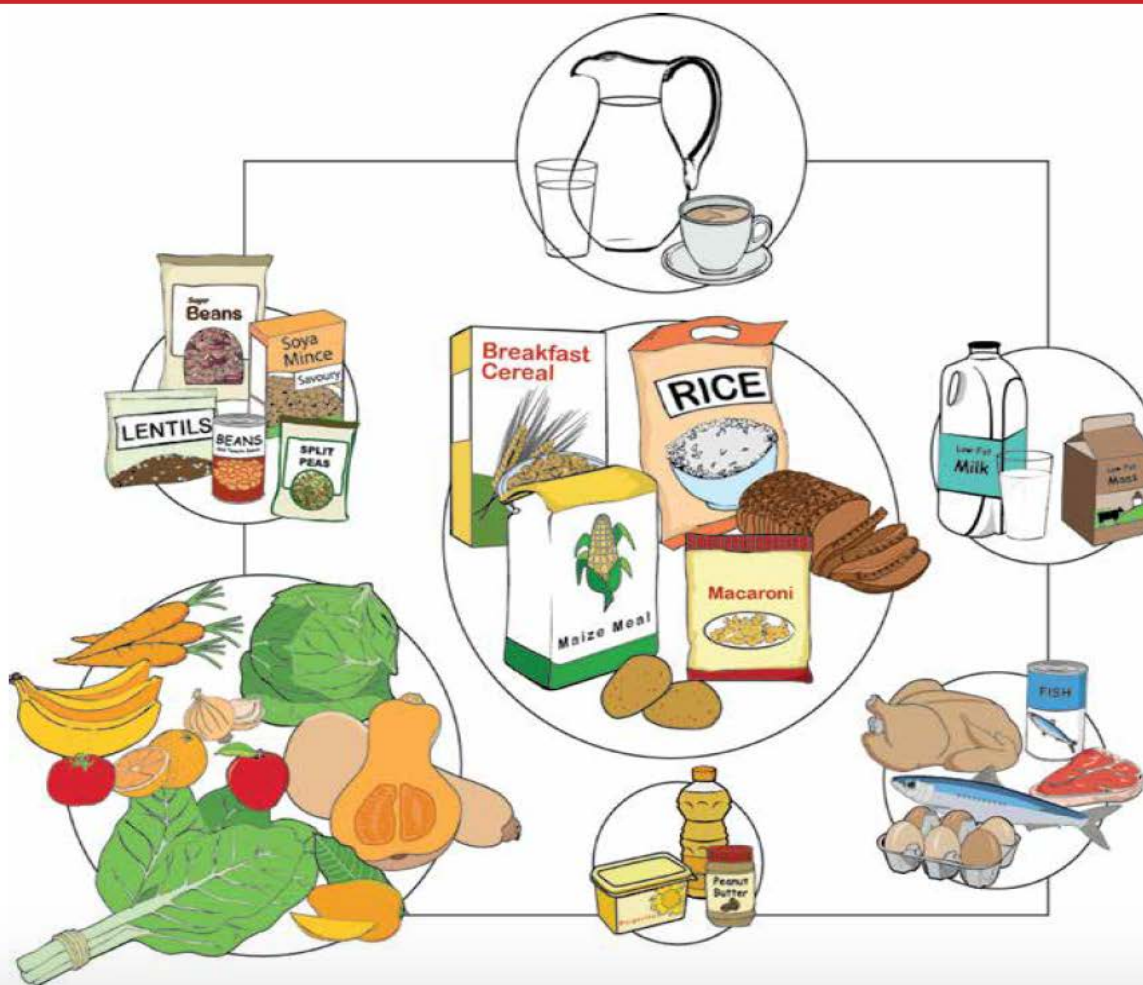 Sugar
Beans
Soya
Mince
Savoury
LENTILS
BEANS
SPLIT
PEAS
Breakfast
Cereal
RICE
Maize Meal
Macaroni
Low-Fat
Milk
Low-Fat
Maas
FISH
Peanut
Butter